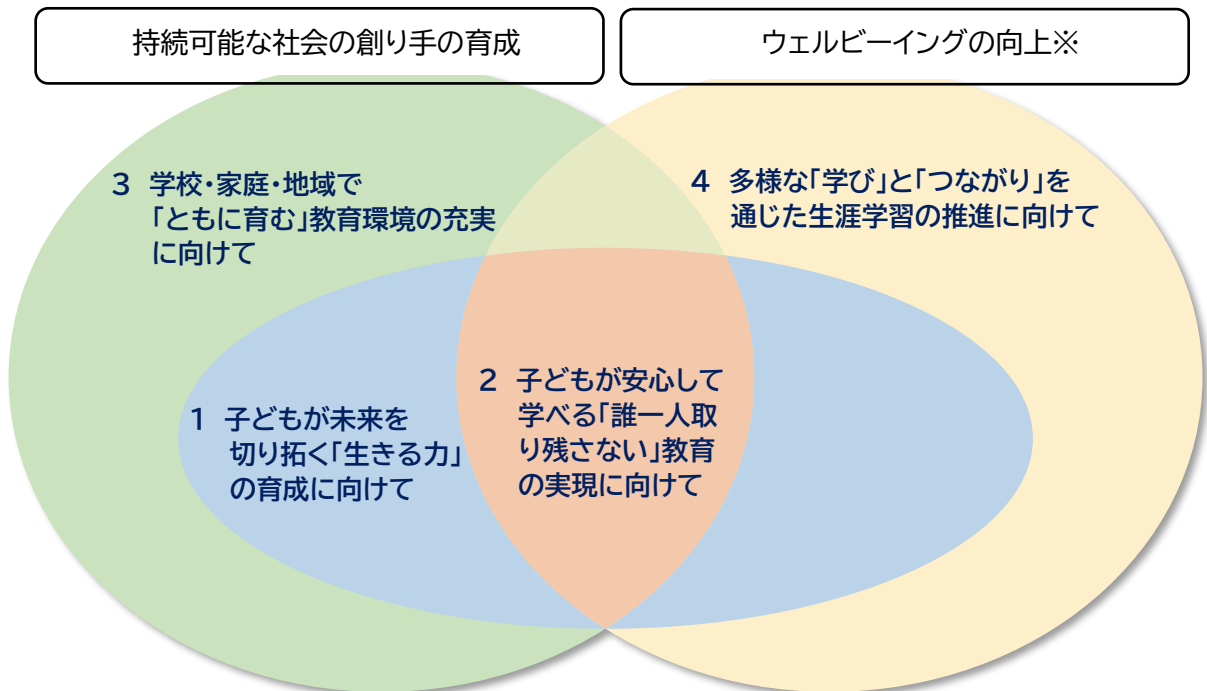 持続可能な社会の創り手の育成
ウェルビーイングの向上※
3 学校・家庭・地域で
「ともに育む」教育環境の充実
に向けて
4 多様な「学び」と「つながり」を
通じた生涯学習の推進に向けて
1 子どもが未来を
切り拓く「生きる力」
の育成に向けて
2 子どもが安心して
学べる「誰一人取
り残さない」教育
の実現に向けて